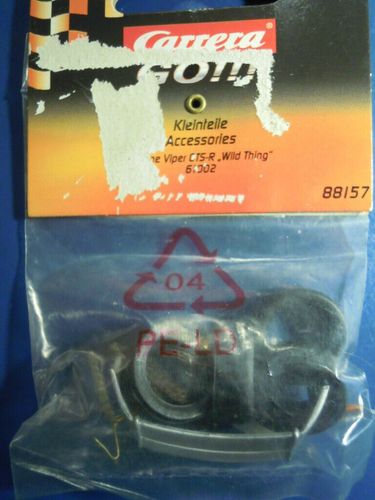 Carrera
GO!!!
Kleinteile
Accessories
Viper GTS-R „Wild Thing"
61002
88157
04
PE-LD